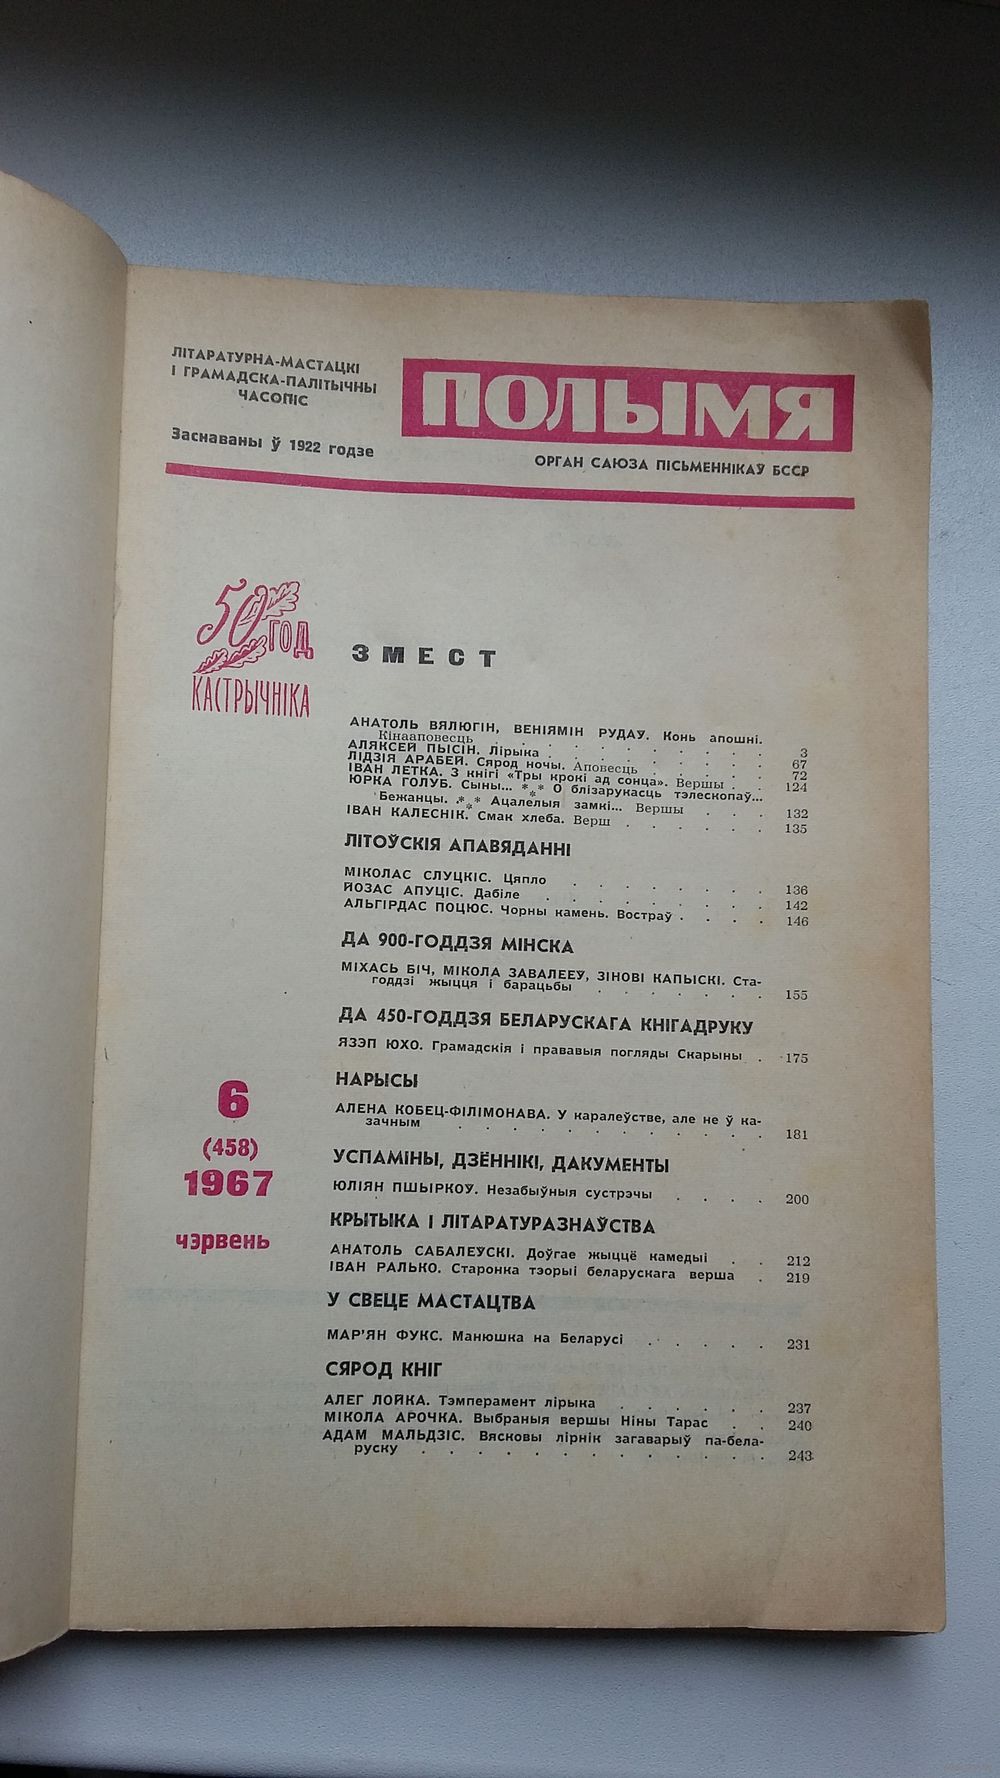 ЛІТАРАТУРНА-МАСТАЦКІ
І ГРАМАДСКА-ПАЛІТЫЧНЫ
ЧАСОПІС
Заснаваны ў 1922 годзе
ПОЛЫМЯ
ОРГАН САЮЗА ПІСЬМЕННІКАЎ БССР
50 ГОД
КАСТРЫЧНІКА
ЗМЕСТ
АНАТОЛЬ ВЯЛЮГІН, ВЕНІЯМІН РУДАУ. Конь апошні.
Кінааповесць . . . . . . . . . . 3
АЛЯКСЕЙ ПЫСІН. Лірыка . . . . . . . . 67
ЛІДЗІЯ АРАБЕЙ. Сярод ночы. Аповесць . . . . . 72
ІВАН ЛЕТКА. З кнігі «Тры крокі ад сонца». Вершы . . 124
ЮРКА ГОЛУБ. Сыны... *** О блізарукасць тэлескопаў...
Бежанцы. *** Ацалелыя замкі... Вершы . . . 132
ІВАН КАЛЕСНІК. Смак хлеба. Верш . . . . . . 135
ЛІТОЎСКІЯ АПАВЯДАННІ
МІКОЛАС СЛУЦКІС. Цяпло . . . . . . . 136
ЙОЗАС АПУЦІС. Дабіле . . . . . . . . 142
АЛЬГІРДАС ПОЦЮС. Чорны камень. Востраў . . . . 146
ДА 900-ГОДДЗЯ МІНСКА
МІХАСЬ БІЧ, МІКОЛА ЗАВАЛЕЕУ, ЗІНОВІ КАПЫСКІ. Ста-
годдзі жыцця і барацьбы . . . . . . . 155
ДА 450-ГОДДЗЯ БЕЛАРУСКАГА КНІГАДРУКУ
ЯЗЭП ЮХО. Грамадскія і прававыя погляды Скарыны . 175
НАРЫСЫ
АЛЕНА КОБЕЦ-ФІЛІМОНАВА. У каралеўстве, але не ў ка-
зачным . . . . . . . . . . . . 181
УСПАМІНЫ, ДЗЁННІКІ, ДАКУМЕНТЫ
ЮЛІЯН ПШЫРКОУ. Незабыўныя сустрэчы . . . . 200
КРЫТЫКА І ЛІТАРАТУРАЗНАЎСТВА
АНАТОЛЬ САБАЛЕУСКІ. Доўгае жыццё камедыі . . 212
ІВАН РАЛЬКО. Старонка тэорыі беларускага верша . 219
У СВЕЦЕ МАСТАЦТВА
МАР'ЯН ФУКС. Манюшка на Беларусі . . . . . 231
СЯРОД КНІГ
АЛЕГ ЛОЙКА. Тэмперамент лірыка . . . . . . 237
МІКОЛА АРОЧКА. Выбраныя вершы Ніны Тарас . . 240
АДАМ МАЛЬДЗІС. Вясковы лірнік загаварыў па-бела-
руску . . . . . . . . . . . . . 243
6
(458)
1967
чэрвень